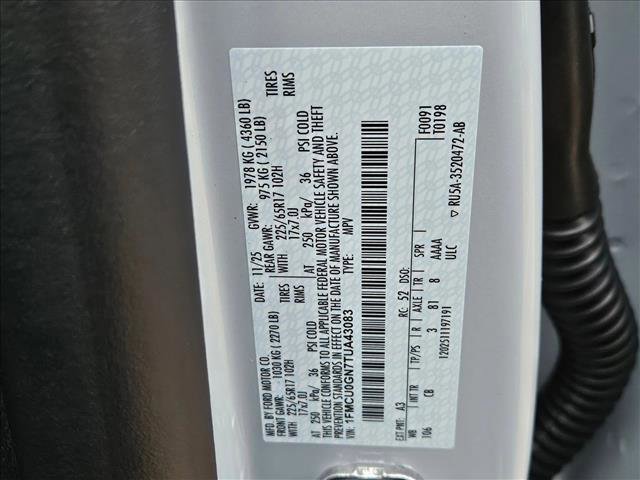 MFD. BY FORD MOTOR CO.
DATE: 11/25 GVWR: 1978 KG ( 4360 LB)
FRONT GAWR: 1030 KG ( 2270 LB) REAR GAWR: 975 KG ( 2150 LB)
WITH 225/65R17 102H TIRES WITH 225/65R17 102H TIRES
17x7.0J RIMS 17x7.0J RIMS
AT 250 kPa/ 36 PSI COLD AT 250 kPa/ 36 PSI COLD
THIS VEHICLE CONFORMS TO ALL APPLICABLE FEDERAL MOTOR VEHICLE SAFETY AND THEFT
PREVENTION STANDARDS IN EFFECT ON THE DATE OF MANUFACTURE SHOWN ABOVE.
VIN: 1FMCU0GN7TUA43083 TYPE: MPV
F0091
T0198
EXT PNT: A3 RC: 52 DSO:
WB INT TR TP/PS R AXLE TR SPR
106 CB 3 81 8 AAAA
ULC
1202511197191
▽ RU5A-3520472-AB